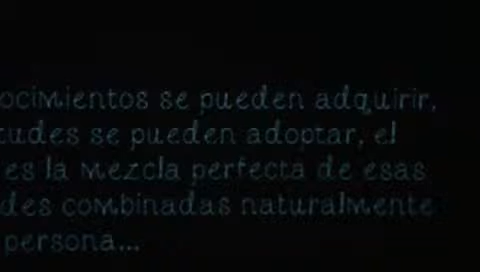 ocimientos se pueden adquirir,
tudes se pueden adoptar, el
es la mezcla perfecta de esas
des combinadas naturalmente
persona...